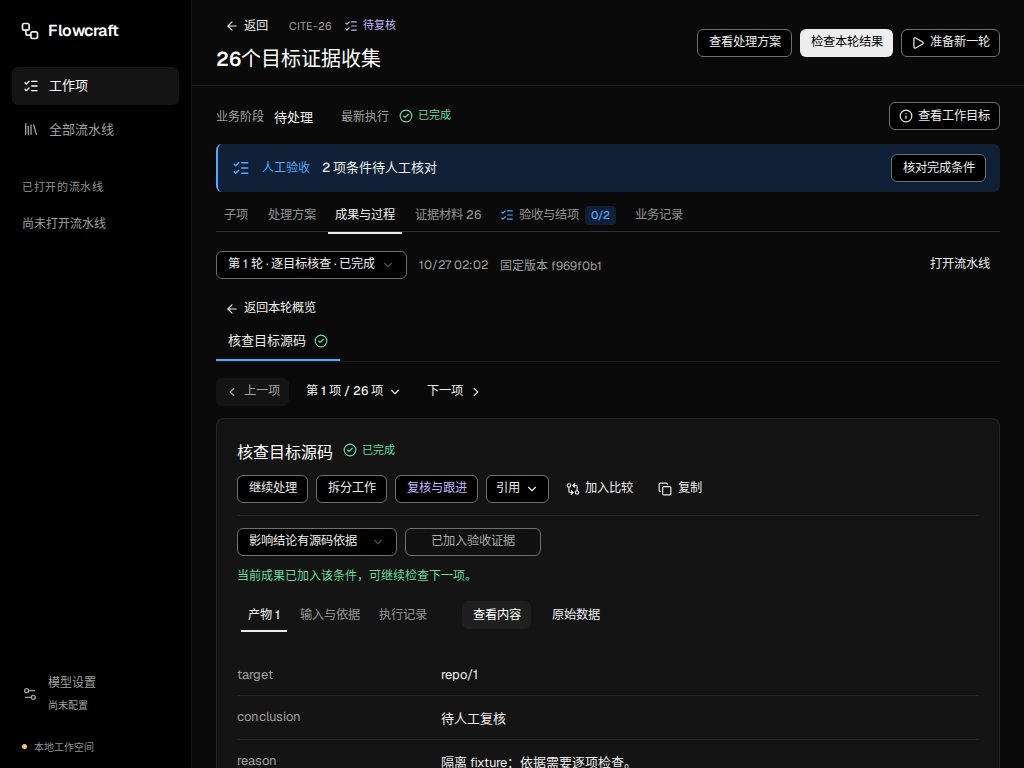 Flowcraft
工作项
全部流水线
已打开的流水线
尚未打开流水线
模型设置
尚未配置
本地工作空间
返回 CITE-26 待复核
26个目标证据收集
查看处理方案 检查本轮结果 准备新一轮
业务阶段 待处理 最新执行 已完成 查看工作目标
人工验收 2 项条件待人工核对 核对完成条件
子项 处理方案 成果与过程 证据材料 26 验收与结项 0/2 业务记录
第 1 轮 · 逐目标核查 · 已完成 10/27 02:02 固定版本 f969f0b1 打开流水线
返回本轮概览
核查目标源码
上一项 第 1 项 / 26 项 下一项
核查目标源码 已完成
继续处理 拆分工作 复核与跟进 引用 加入比较 复制
影响结论有源码依据 已加入验收证据
当前成果已加入该条件，可继续检查下一项。
产物 1 输入与依据 执行记录 查看内容 原始数据
target repo/1
conclusion 待人工复核
reason 隔离 fixture；依据需要逐项检查。